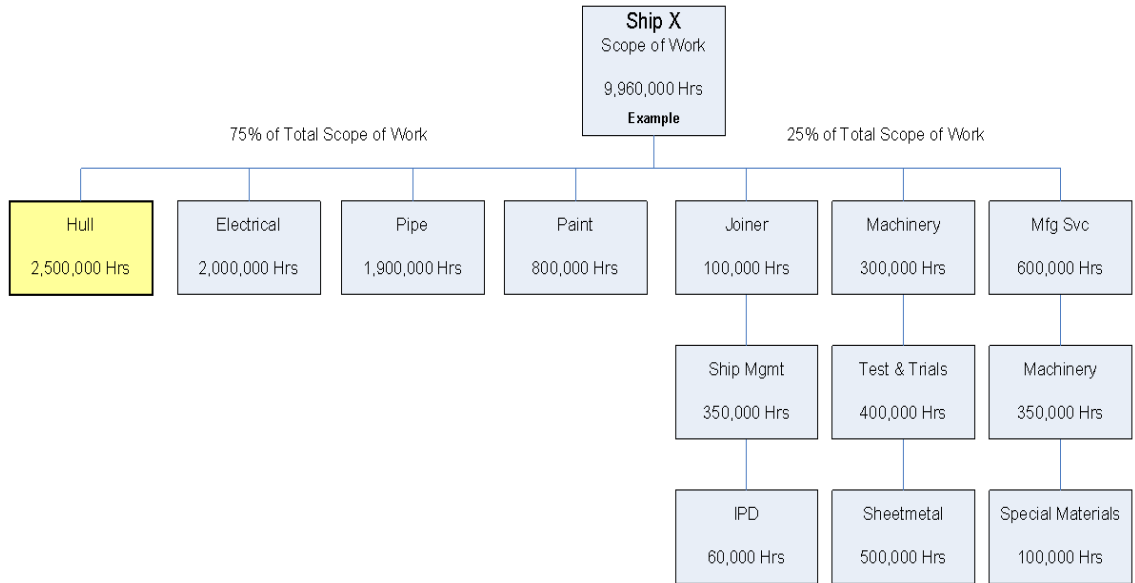 Ship X
Scope of Work
9,960,000 Hrs
Example
75% of Total Scope of Work
25% of Total Scope of Work
Hull
2,500,000 Hrs
Electrical
2,000,000 Hrs
Pipe
1,900,000 Hrs
Paint
800,000 Hrs
Joiner
100,000 Hrs
Machinery
300,000 Hrs
Mfg Svc
600,000 Hrs
Ship Mgmt
350,000 Hrs
Test & Trials
400,000 Hrs
Machinery
350,000 Hrs
IPD
60,000 Hrs
Sheetmetal
500,000 Hrs
Special Materials
100,000 Hrs